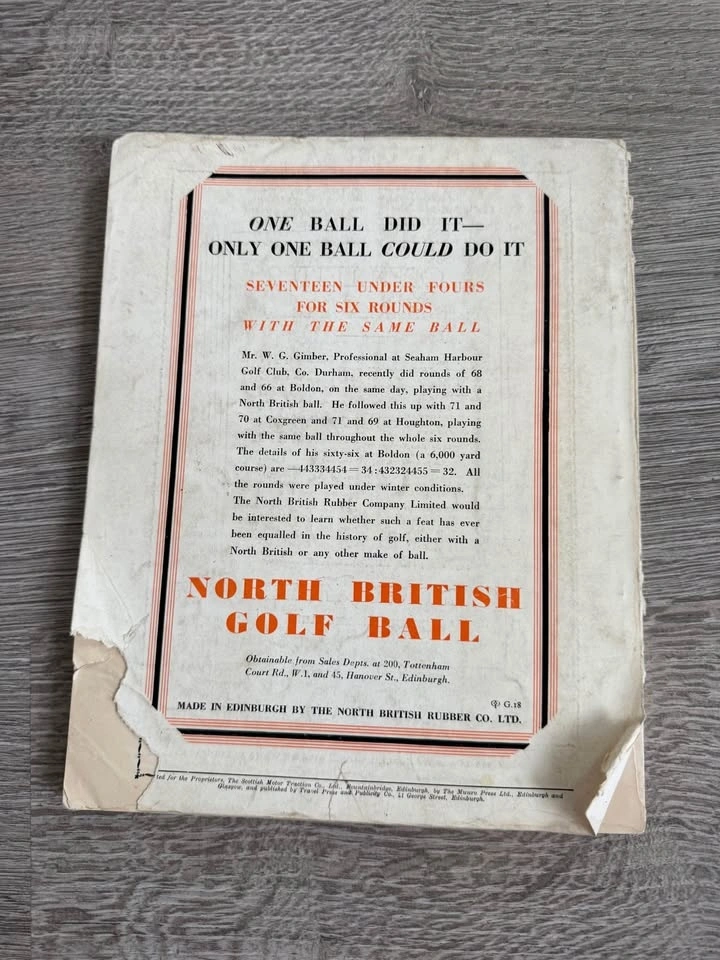 ONE BALL DID IT—
ONLY ONE BALL COULD DO IT
SEVENTEEN UNDER FOURS
FOR SIX ROUNDS
WITH THE SAME BALL
Mr. W. G. Gimber, Professional at Seaham Harbour
Golf Club, Co. Durham, recently did rounds of 68
and 66 at Boldon, on the same day, playing with a
North British ball. He followed this up with 71 and
70 at Coxgreen and 71 and 69 at Houghton, playing
with the same ball throughout the whole six rounds.
The details of his sixty-six at Boldon (a 6,000 yard
course) are —443334454 = 34 : 432324455 = 32. All
the rounds were played under winter conditions.
The North British Rubber Company Limited would
be interested to learn whether such a feat has ever
been equalled in the history of golf, either with a
North British or any other make of ball.
NORTH BRITISH
GOLF BALL
Obtainable from Sales Depts. at 200, Tottenham
Court Rd., W.1, and 45, Hanover St., Edinburgh.
G.18
MADE IN EDINBURGH BY THE NORTH BRITISH RUBBER CO. LTD.
ted for the Proprietors, The Scottish Motor Traction Co., Ltd., Fountainbridge, Edinburgh, by The Munro Press Ltd., Edinburgh and
Glasgow, and published by Travel Press and Publicity Co., 41 George Street, Edinburgh.